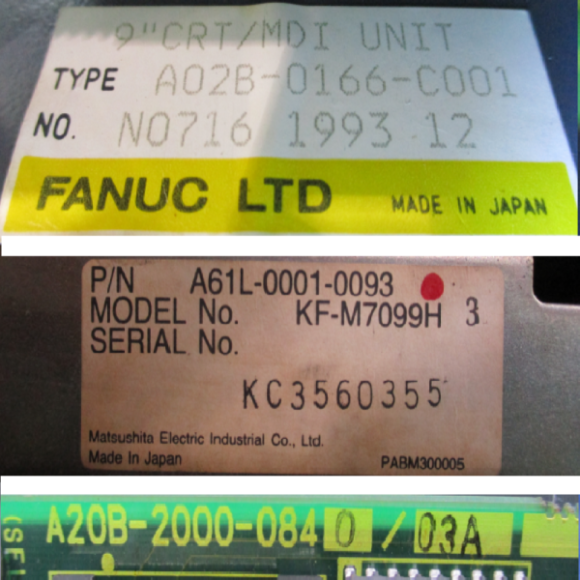 9"CRT/MDI UNIT
TYPE A02B-0166-C001
NO. N0716 1993 12
FANUC LTD MADE IN JAPAN
P/N A61L-0001-0093
MODEL No. KF-M7099H 3
SERIAL No.
KC3560355
Matsushita Electric Industrial Co., Ltd.
Made In Japan PABM300005
A20B-2000-0840/03A